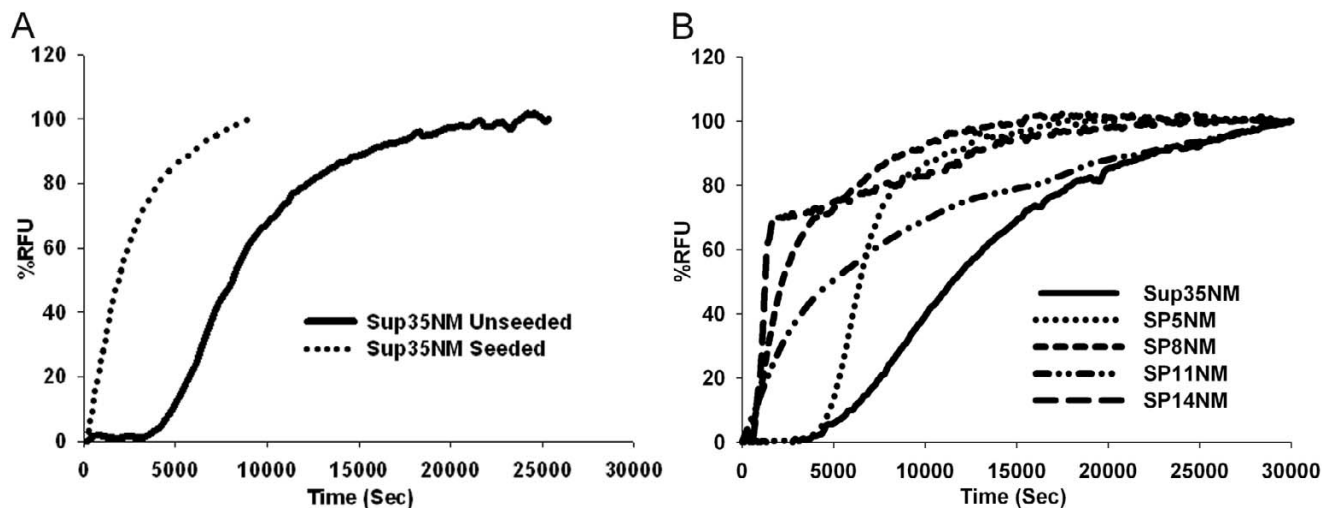 A
120
100
80
60
40
20
0
%RFU
Sup35NM Unseeded
Sup35NM Seeded
0 5000 10000 15000 20000 25000 30000
Time (Sec)
B
120
100
80
60
40
20
0
%RFU
Sup35NM
SP5NM
SP8NM
SP11NM
SP14NM
0 5000 10000 15000 20000 25000 30000
Time (Sec)